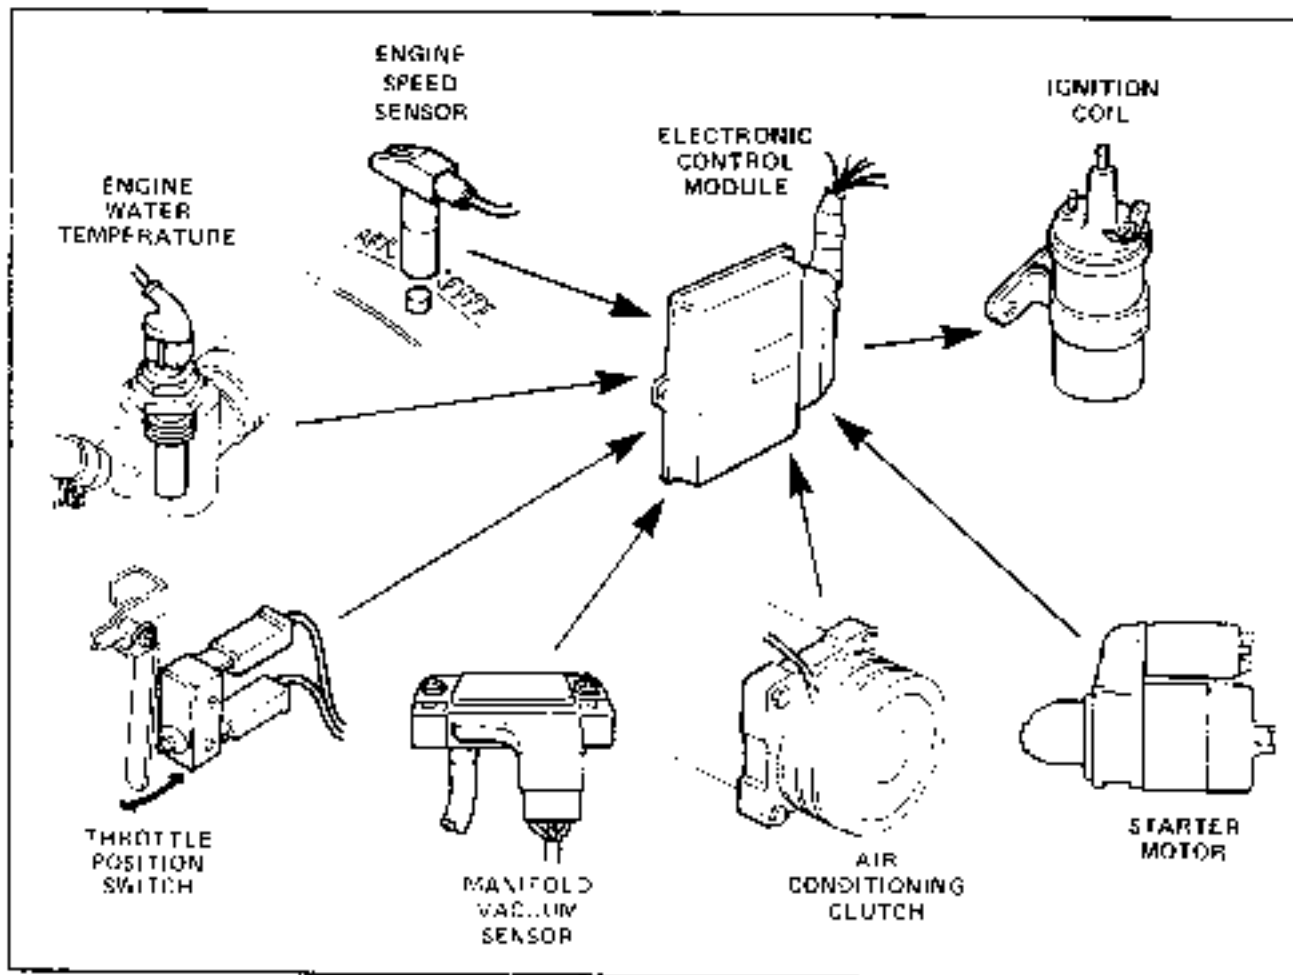 ENGINE
SPEED
SENSOR
IGNITION
COIL
ELECTRONIC
CONTROL
MODULE
ENGINE
WATER
TEMPERATURE
THROTTLE
POSITION
SWITCH
MANIFOLD
VACUUM
SENSOR
AIR
CONDITIONING
CLUTCH
STARTER
MOTOR